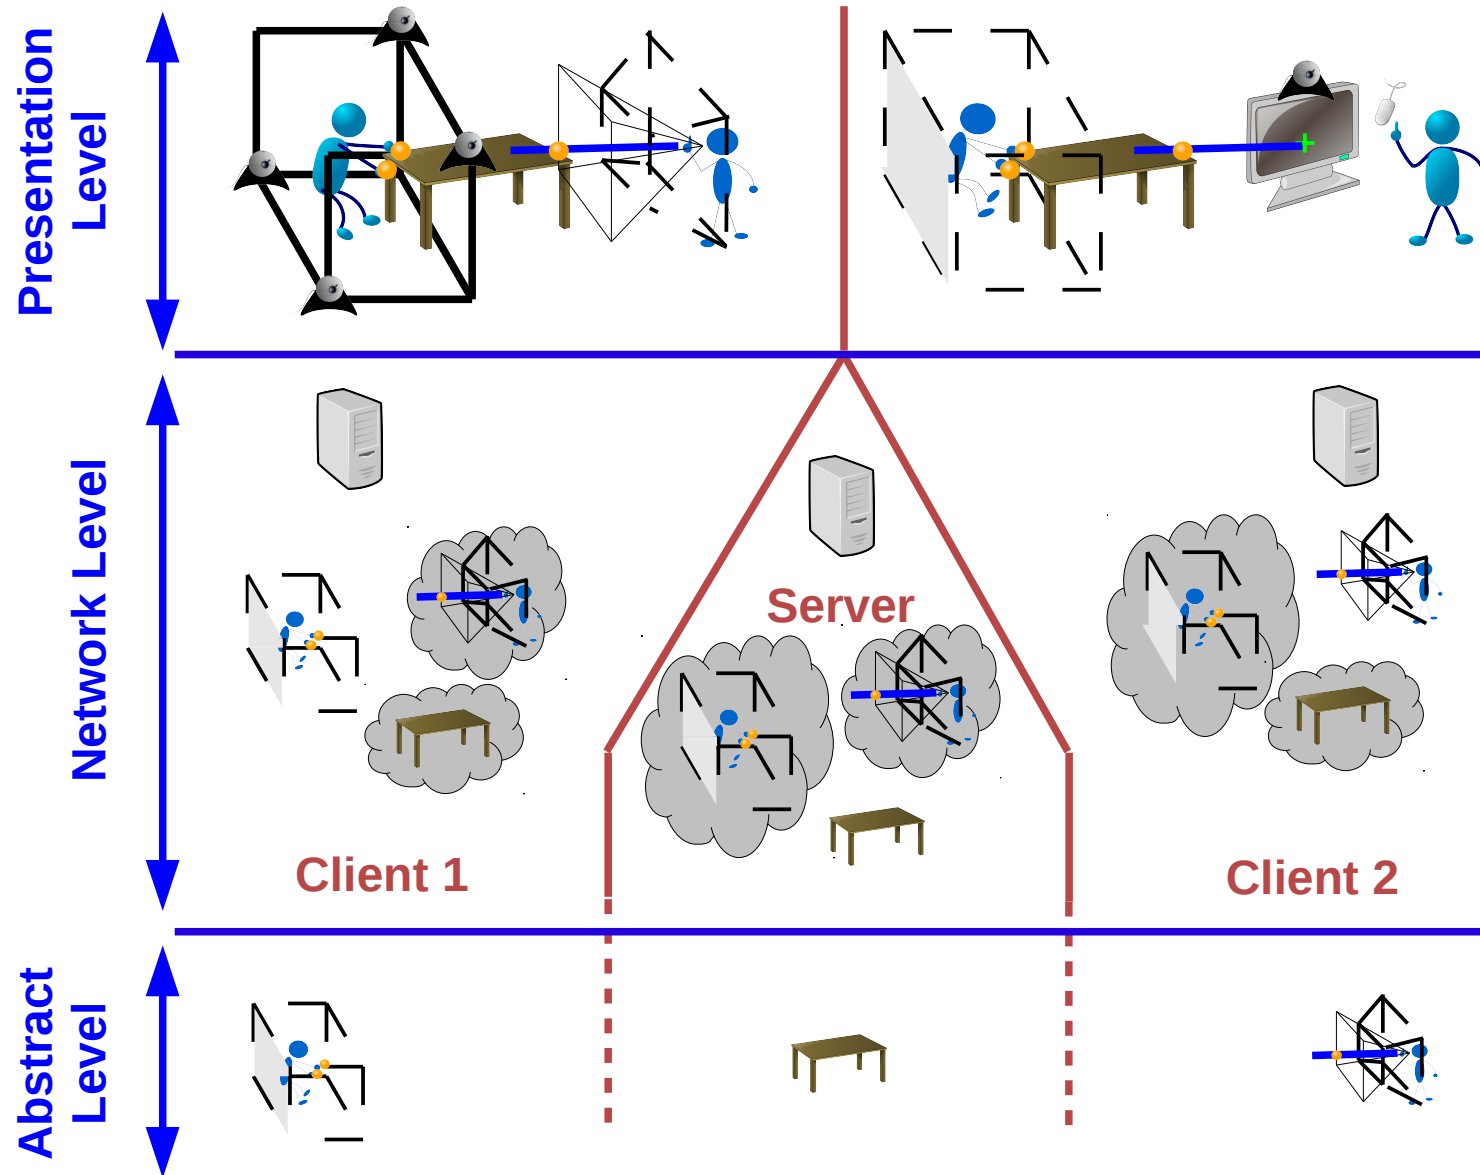 Presentation
Level
Network Level
Server
Client 1
Client 2
Abstract
Level